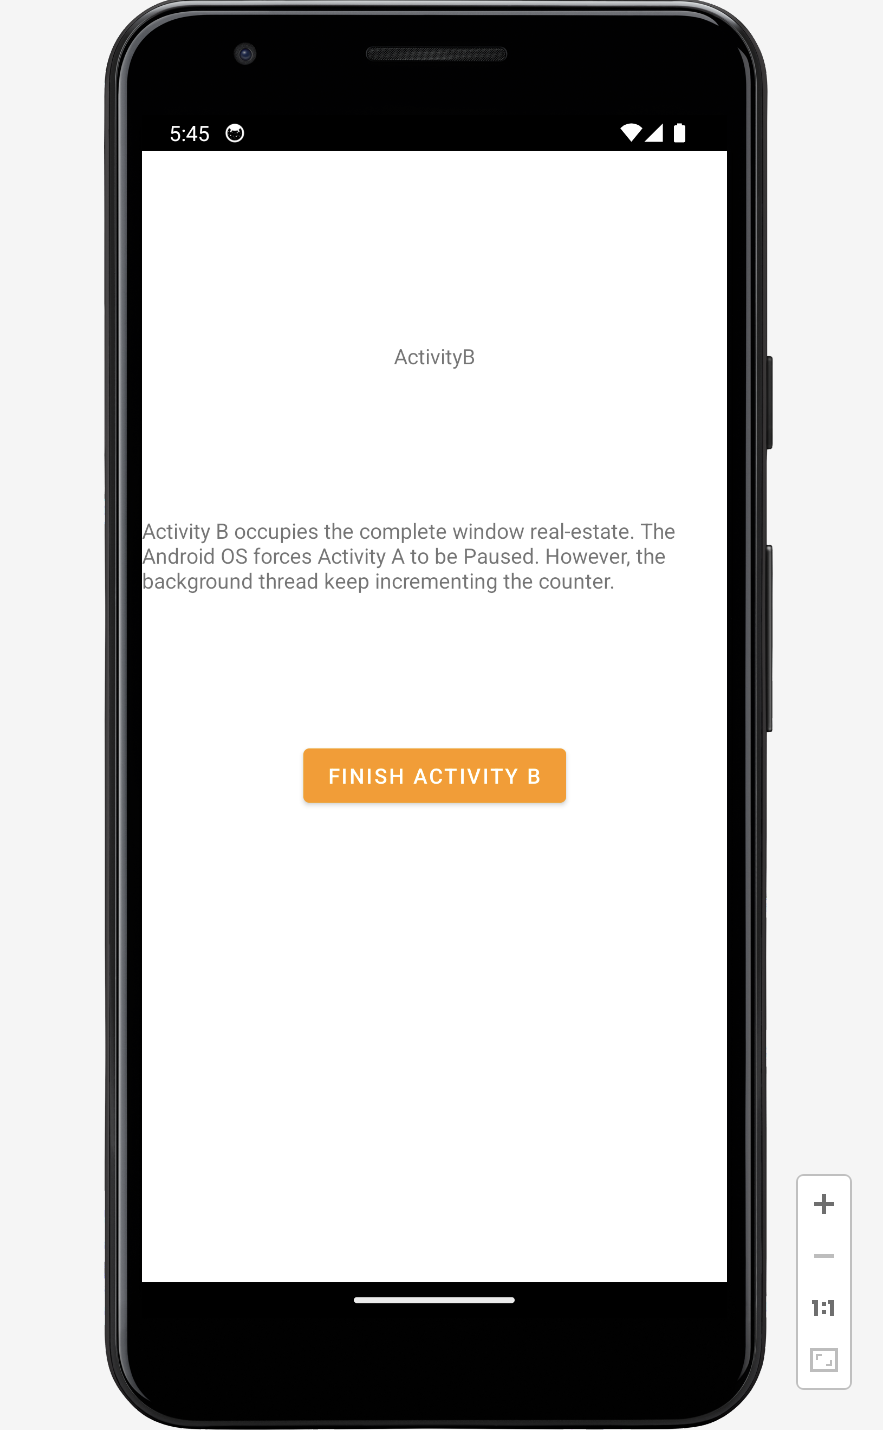 5:45
ActivityB
Activity B occupies the complete window real-estate. The
Android OS forces Activity A to be Paused. However, the
background thread keep incrementing the counter.
FINISH ACTIVITY B
1:1